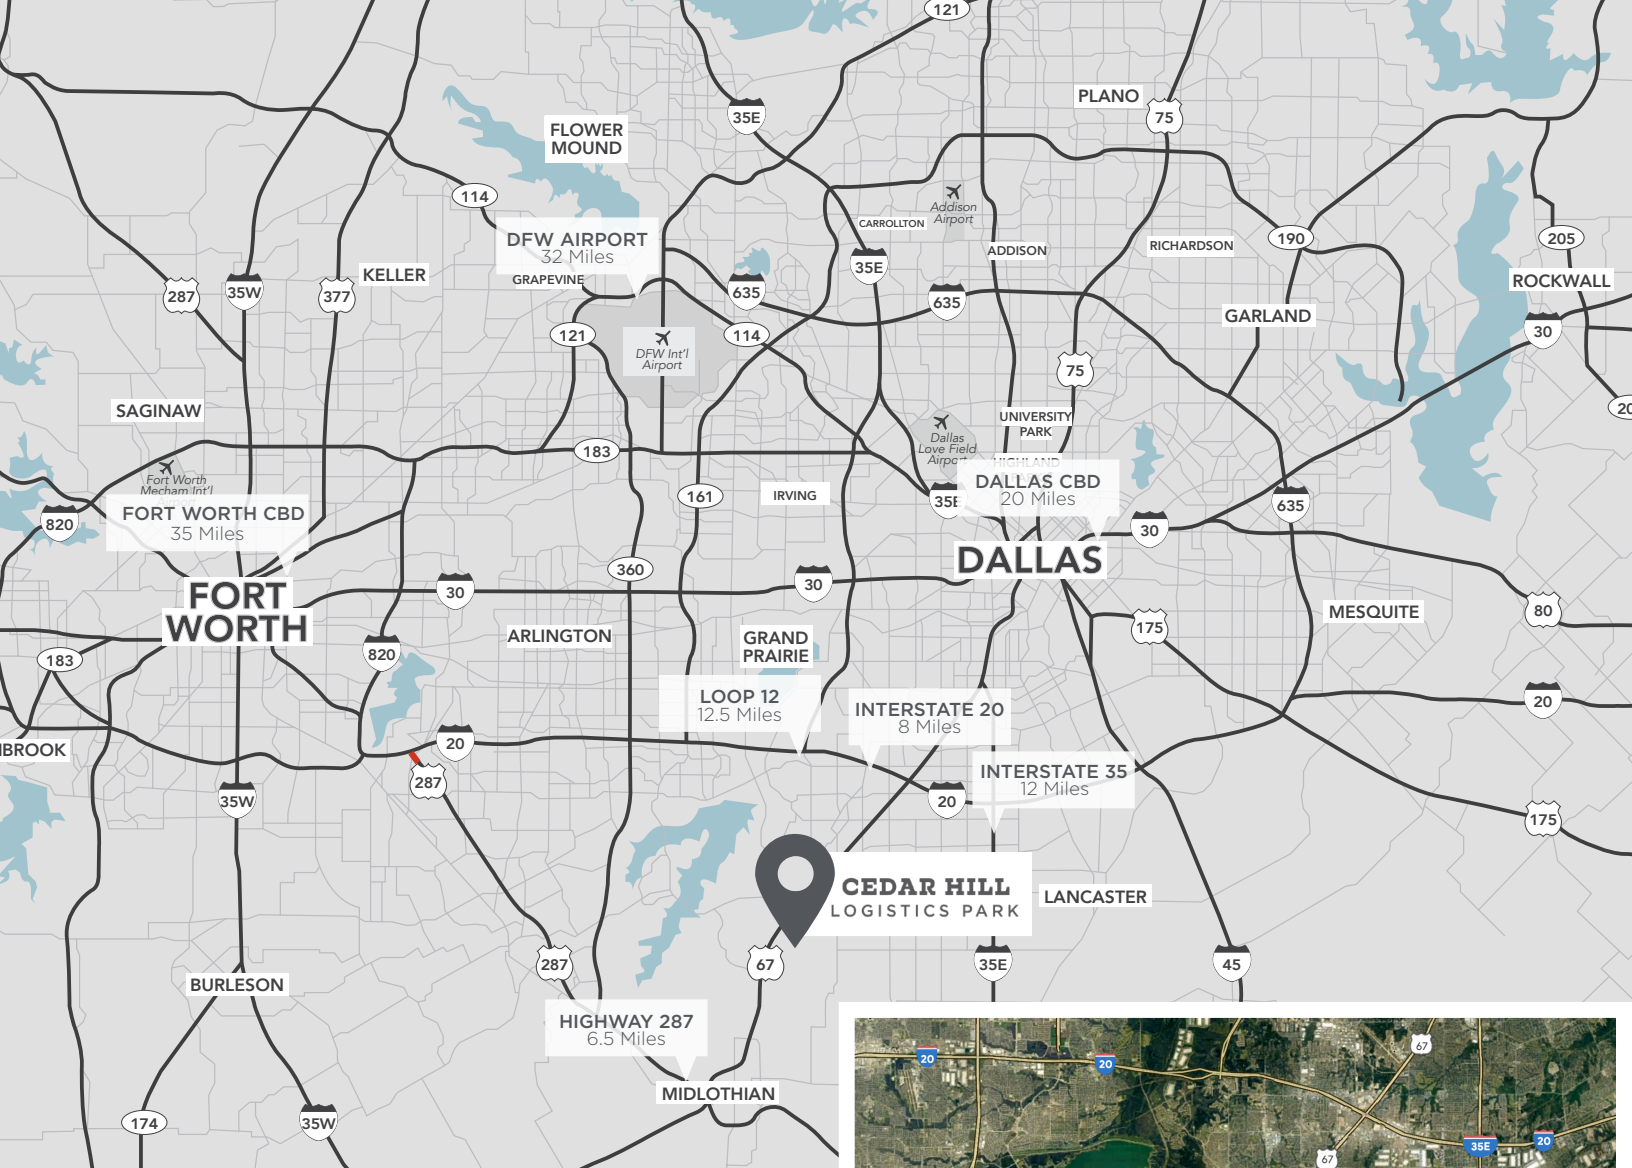 121
35E
PLANO
75
FLOWER
MOUND
114
Addison
Airport
CARROLLTON
DFW AIRPORT
32 Miles
190
205
RICHARDSON
ADDISON
35E
KELLER
GRAPEVINE
ROCKWALL
287
35W
377
635
635
GARLAND
30
121
114
DFW Int'l
Airport
75
SAGINAW
20
UNIVERSITY
PARK
Dallas
Love Field
Airport
183
HIGHLAND
Fort Worth
Mecham Int'l
DALLAS CBD
20 Miles
161
IRVING
35E
635
FORT WORTH CBD
35 Miles
820
30
DALLAS
360
30
30
FORT
WORTH
80
MESQUITE
175
ARLINGTON
GRAND
PRAIRIE
820
183
LOOP 12
12.5 Miles
INTERSTATE 20
8 Miles
20
20
NBROOK
INTERSTATE 35
12 Miles
287
35W
20
175
CEDAR HILL
LOGISTICS PARK
LANCASTER
287
67
35E
45
BURLESON
HIGHWAY 287
6.5 Miles
MIDLOTHIAN
174
35W
20
20
67
35E
20
67